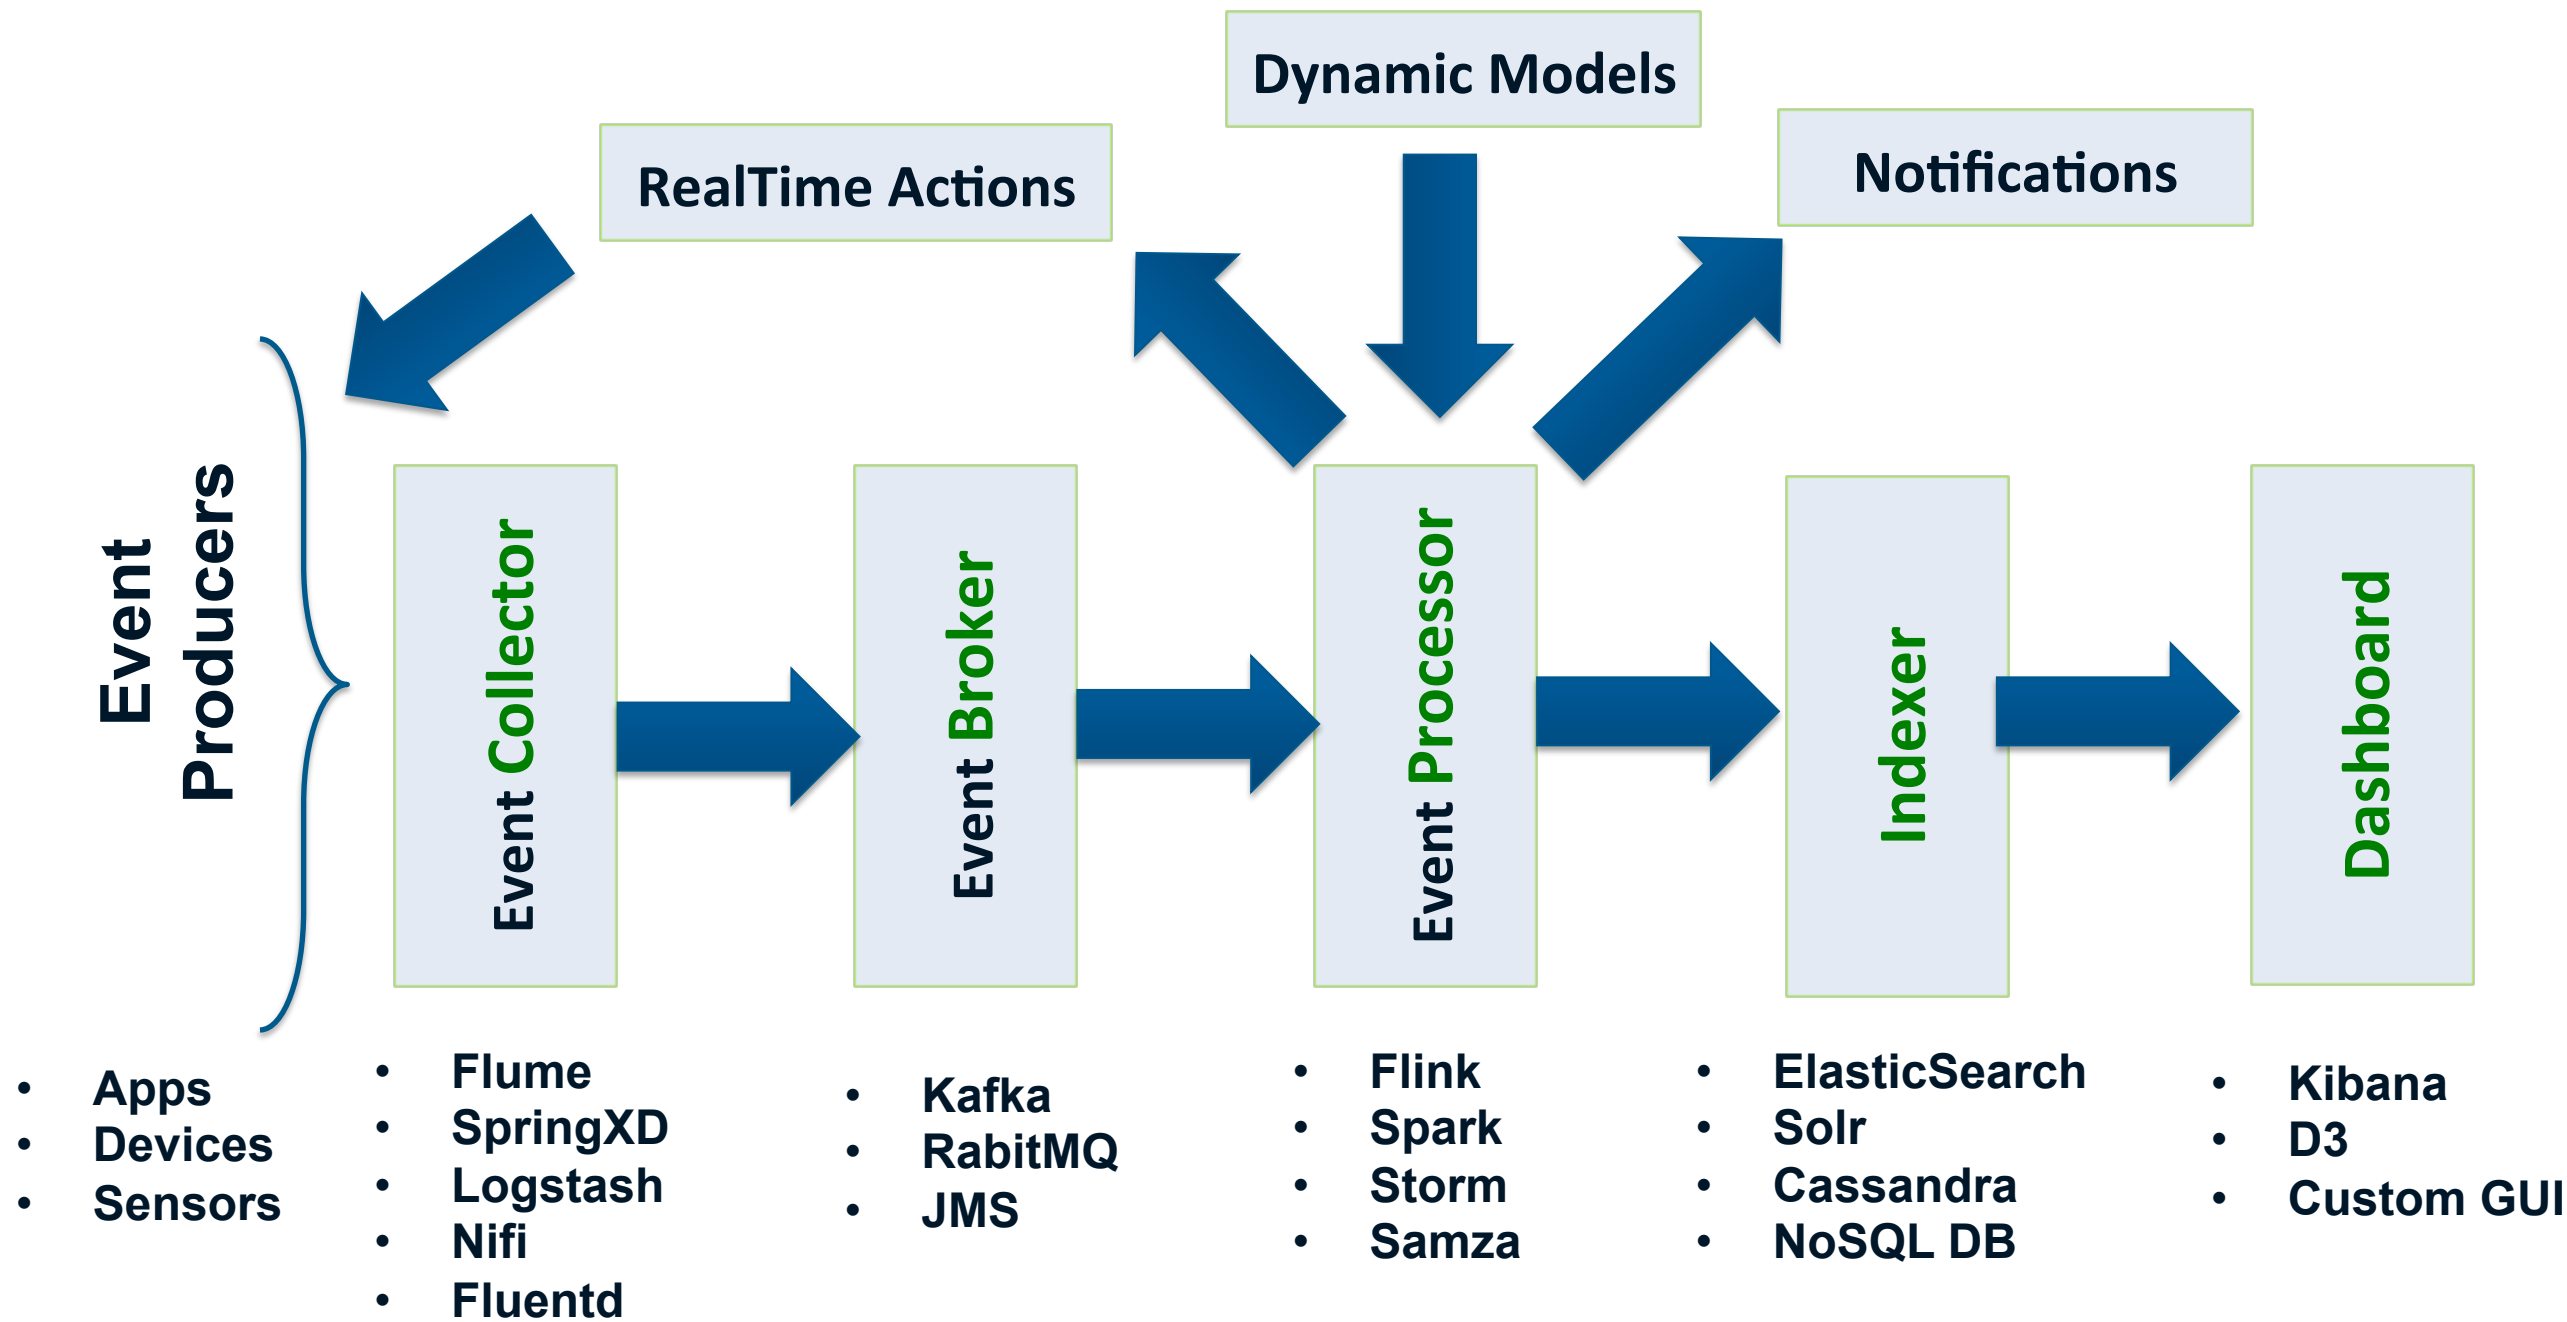 Dynamic Models
RealTime Actions
Notifications
Event
Producers
Event Collector
Event Broker
Event Processor
Indexer
Dashboard
• Apps
• Devices
• Sensors
• Flume
• SpringXD
• Logstash
• Nifi
• Fluentd
• Kafka
• RabitMQ
• JMS
• Flink
• Spark
• Storm
• Samza
• ElasticSearch
• Solr
• Cassandra
• NoSQL DB
• Kibana
• D3
• Custom GUI